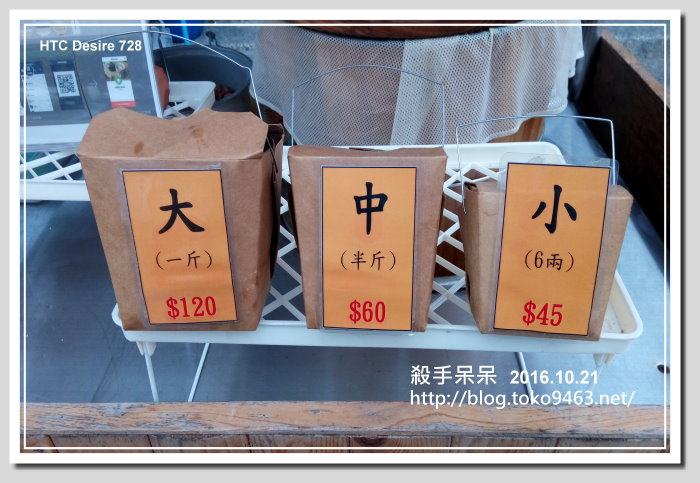 HTC Desire 728
大
(一斤)
$120
中
(半斤)
$60
小
(6兩)
$45
殺手呆呆 2016.10.21
http://blog.toko9463.net/